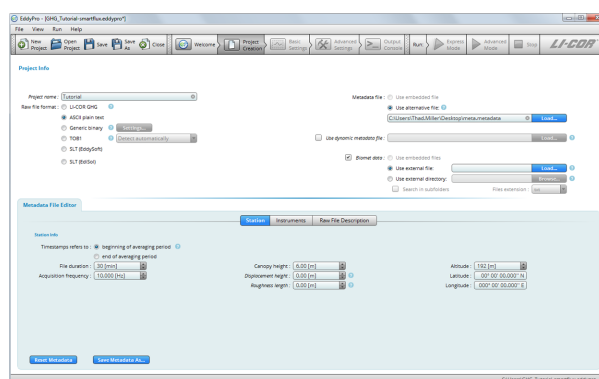 EddyPro - [GHG_Tutorial-smartflux.eddypro*]
File View Run Help
New Project Open Project Save Save As Close Welcome Project Creation Basic Settings Advanced Settings Output Console Run: Express Mode Advanced Mode Stop LI-COR
Project Info
Project name : Tutorial
Raw file format : LI-COR GHG
ASCII plain text
Generic binary Settings...
TOB1 Detect automatically
SLT (EddySoft)
SLT (EdiSol)
Metadata file : Use embedded file
Use alternative file:
C:\Users\Thad.Miller\Desktop\meta.metadata Load...
Use dynamic metadata file : Load...
Biomet data : Use embedded files
Use external file: Load...
Use external directory: Browse...
Search in subfolders Files extension :
Metadata File Editor
Station Instruments Raw File Description
Station Info
Timestamps refers to : beginning of averaging period
end of averaging period
File duration : 30 [min] Canopy height : 6.00 [m] Altitude : 192 [m]
Acquisition frequency : 10.000 [Hz] Displacement height : 0.00 [m] Latitude : 00° 00' 00.000" N
Roughness length : 0.00 [m] Longitude : 000° 00' 00.000" E
Reset Metadata Save Metadata As...